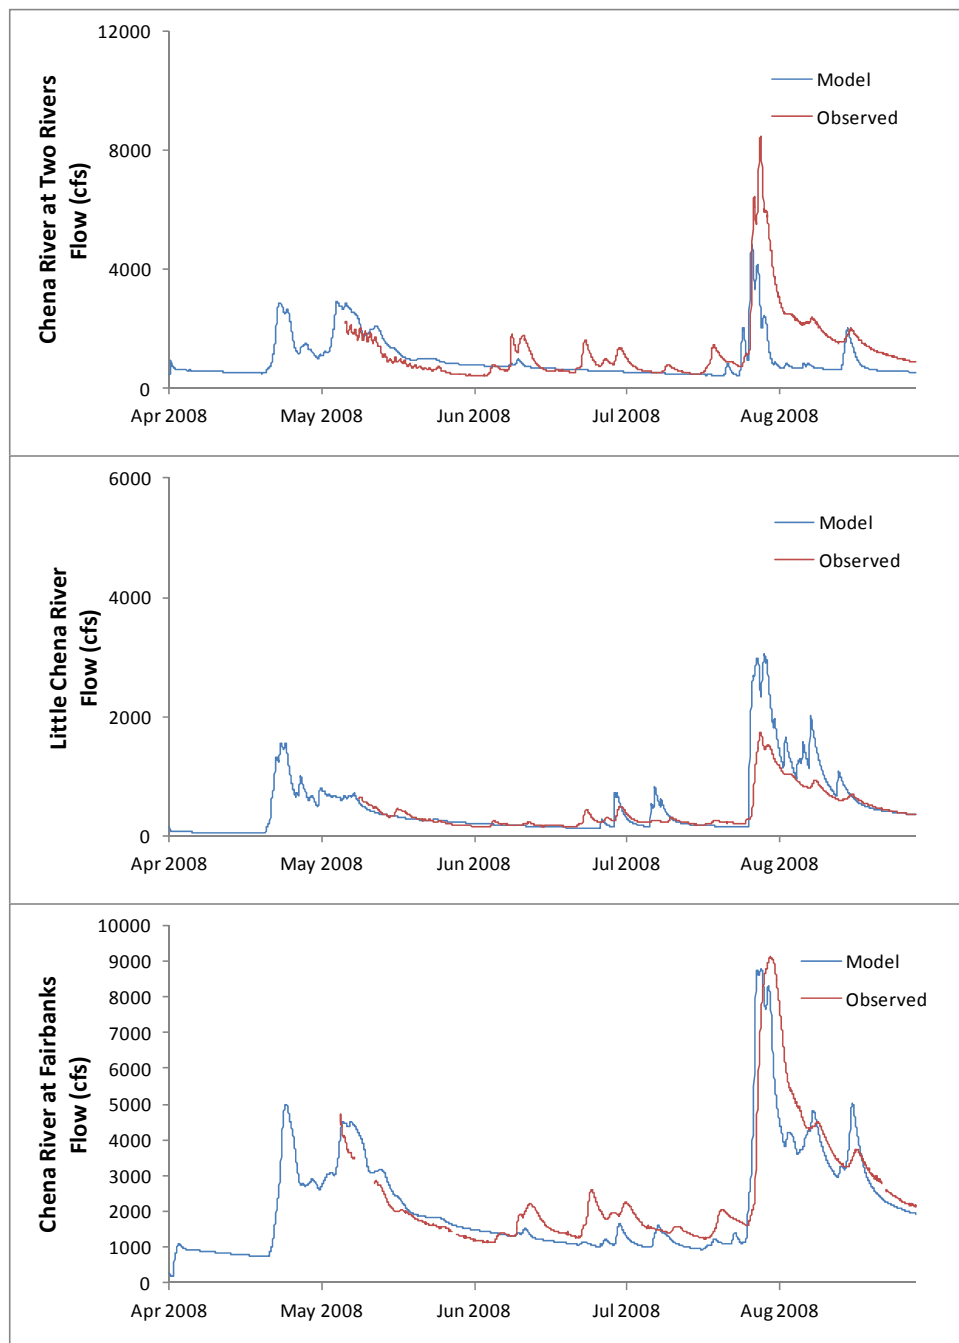 Chena River at Two Rivers
Flow (cfs)
12000
8000
4000
0
Model
Observed
Apr 2008
May 2008
Jun 2008
Jul 2008
Aug 2008
Little Chena River
Flow (cfs)
6000
4000
2000
0
Model
Observed
Apr 2008
May 2008
Jun 2008
Jul 2008
Aug 2008
Chena River at Fairbanks
Flow (cfs)
10000
9000
8000
7000
6000
5000
4000
3000
2000
1000
0
Model
Observed
Apr 2008
May 2008
Jun 2008
Jul 2008
Aug 2008